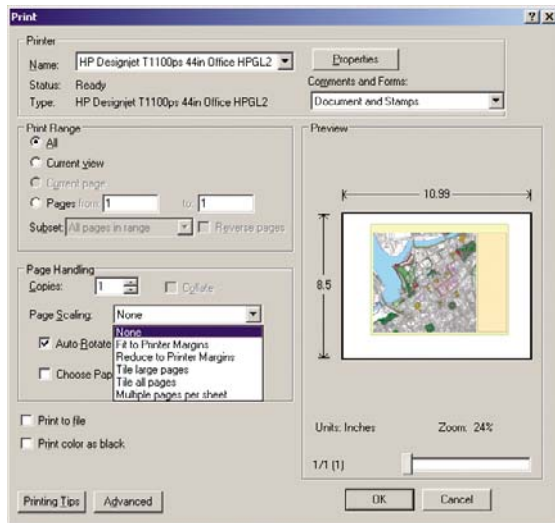 Print
Printer
Name: HP Designjet T1100ps 44in Office HPGL2
Properties
Status: Ready
Comments and Forms:
Type: HP Designjet T1100ps 44in Office HPGL2
Document and Stamps
Print Range
All
Current view
Current page
Pages from: 1 to: 1
Subset: All pages in range
Reverse pages
Page Handling
Copies: 1
Collate
Page Scaling: None
None
Fit to Printer Margins
Reduce to Printer Margins
Tile large pages
Tile all pages
Multiple pages per sheet
Auto Rotate
Choose Pap
Print to file
Print color as black
Preview
10.99
8.5
Units: Inches Zoom: 24%
1/1 (1)
Printing Tips
Advanced
OK
Cancel